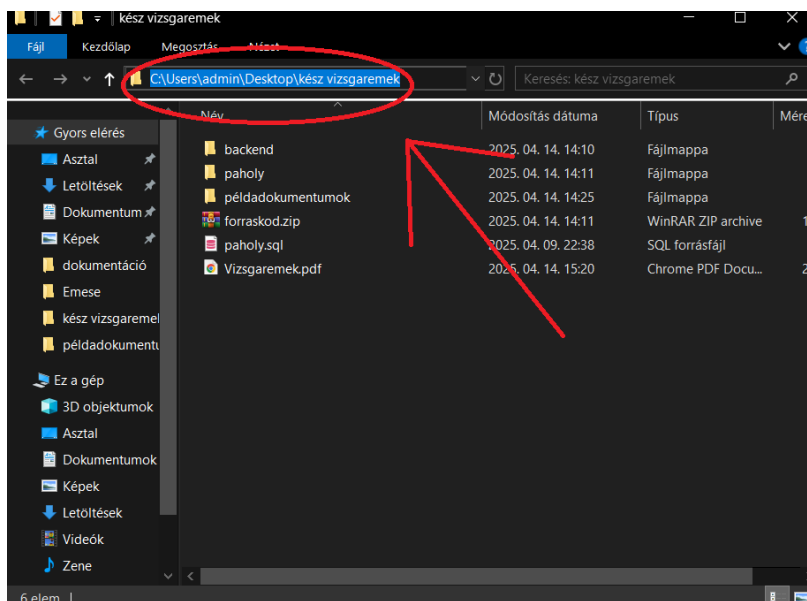 kész vizsgaremek
Fájl Kezdőlap Megosztás Nézet
C:\Users\admin\Desktop\kész vizsgaremek Keresés: kész vizsgaremek
Név Módosítás dátuma Típus Mére
Gyors elérés
Asztal
Letöltések
Dokumentum
Képek
dokumentáció
Emese
kész vizsgaremel
példadokumentu
Ez a gép
3D objektumok
Asztal
Dokumentumok
Képek
Letöltések
Videók
Zene
backend 2025. 04. 14. 14:10 Fájlmappa
paholy 2025. 04. 14. 14:11 Fájlmappa
példadokumentumok 2025. 04. 14. 14:25 Fájlmappa
forraskod.zip 2025. 04. 14. 14:11 WinRAR ZIP archive 1
paholy.sql 2025. 04. 09. 22:38 SQL forrásfájl
Vizsgaremek.pdf 2025. 04. 14. 15:20 Chrome PDF Docu... 2
6 elem